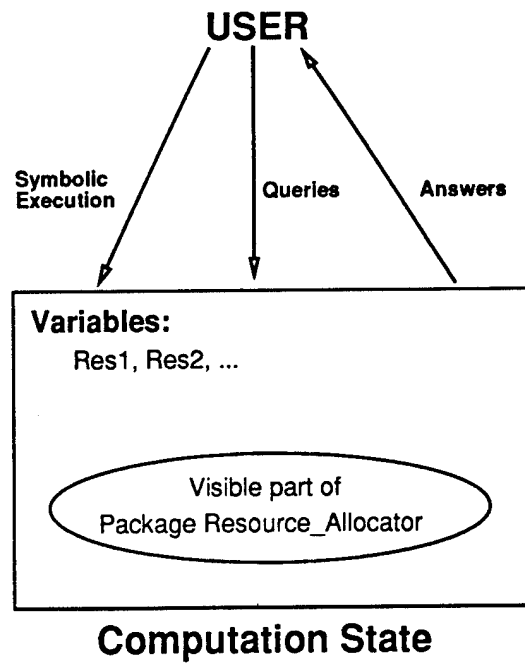 USER
Symbolic
Execution
Queries
Answers
Variables:
Res1, Res2, ...
Visible part of
Package Resource_Allocator
Computation State